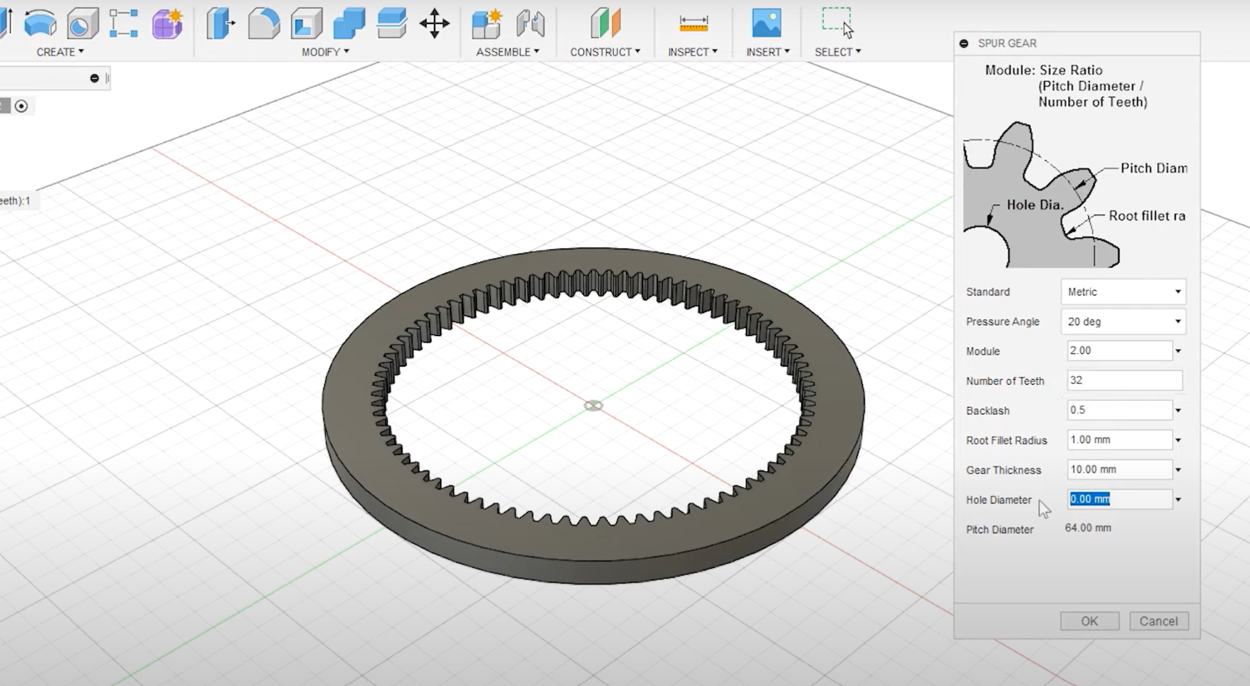 CREATE ▾
MODIFY ▾
ASSEMBLE ▾
CONSTRUCT ▾
INSPECT ▾
INSERT ▾
SELECT ▾
eeth):1
SPUR GEAR
Module: Size Ratio
(Pitch Diameter /
Number of Teeth)
Pitch Diam
Hole Dia.
Root fillet ra
Standard Metric
Pressure Angle 20 deg
Module 2.00
Number of Teeth 32
Backlash 0.5
Root Fillet Radius 1.00 mm
Gear Thickness 10.00 mm
Hole Diameter 0.00 mm
Pitch Diameter 64.00 mm
OK Cancel